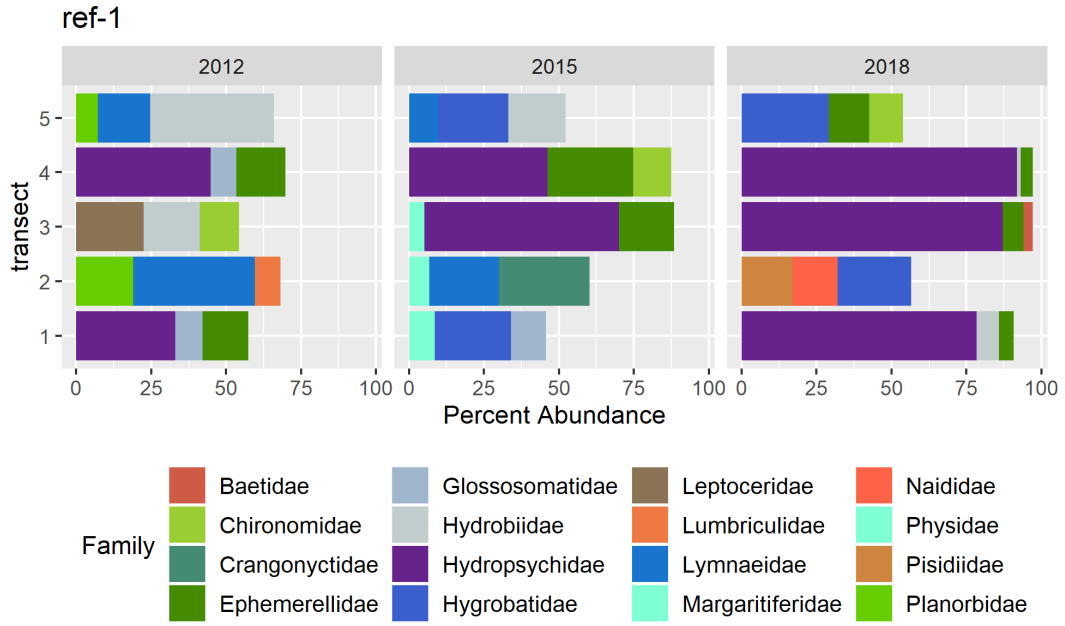 ref-1
2012 2015 2018
transect
5
4
3
2
1
0 25 50 75 100 0 25 50 75 100 0 25 50 75 100
Percent Abundance
Family
Baetidae Glossosomatidae Leptoceridae Naididae
Chironomidae Hydrobiidae Lumbriculidae Physidae
Crangonyctidae Hydropsychidae Lymnaeidae Pisidiidae
Ephemerellidae Hygrobatidae Margaritiferidae Planorbidae